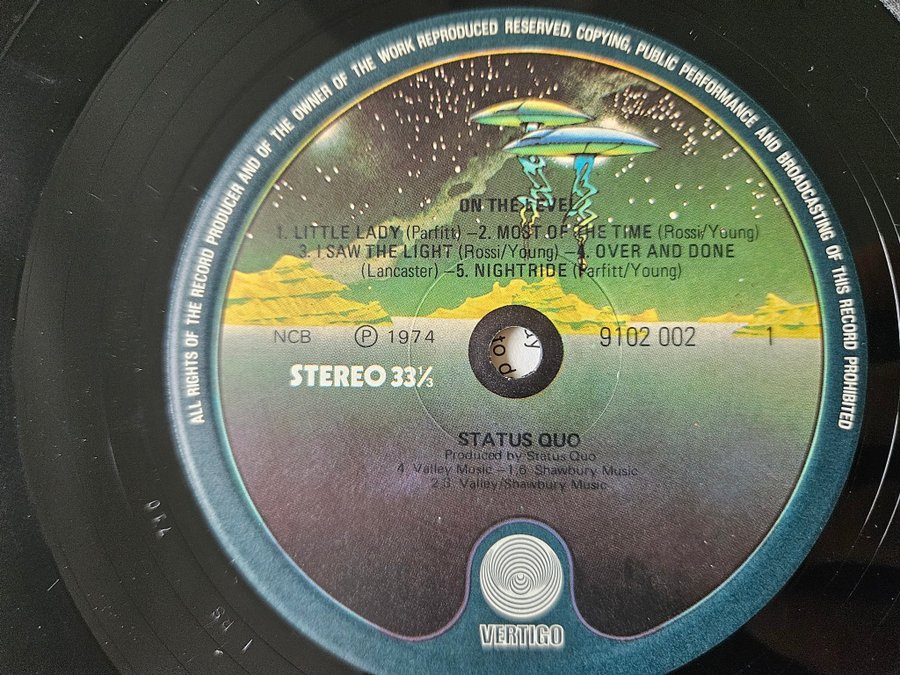 ALL RIGHTS OF THE RECORD PRODUCER AND OF THE OWNER OF THE WORK REPRODUCED RESERVED. COPYING, PUBLIC PERFORMANCE AND BROADCASTING OF THIS RECORD PROHIBITED
ON THE LEVEL
1. LITTLE LADY (Parfitt) –2. MOST OF THE TIME (Rossi/Young)
3. I SAW THE LIGHT (Rossi/Young) –4. OVER AND DONE
(Lancaster) –5. NIGHTRIDE (Parfitt/Young)
NCB Ⓟ 1974 9102 002 1
STEREO 33⅓
STATUS QUO
Produced by Status Quo
4. Valley Music –1,5. Shawbury Music
2,3. Valley/Shawbury Music
VERTIGO
710